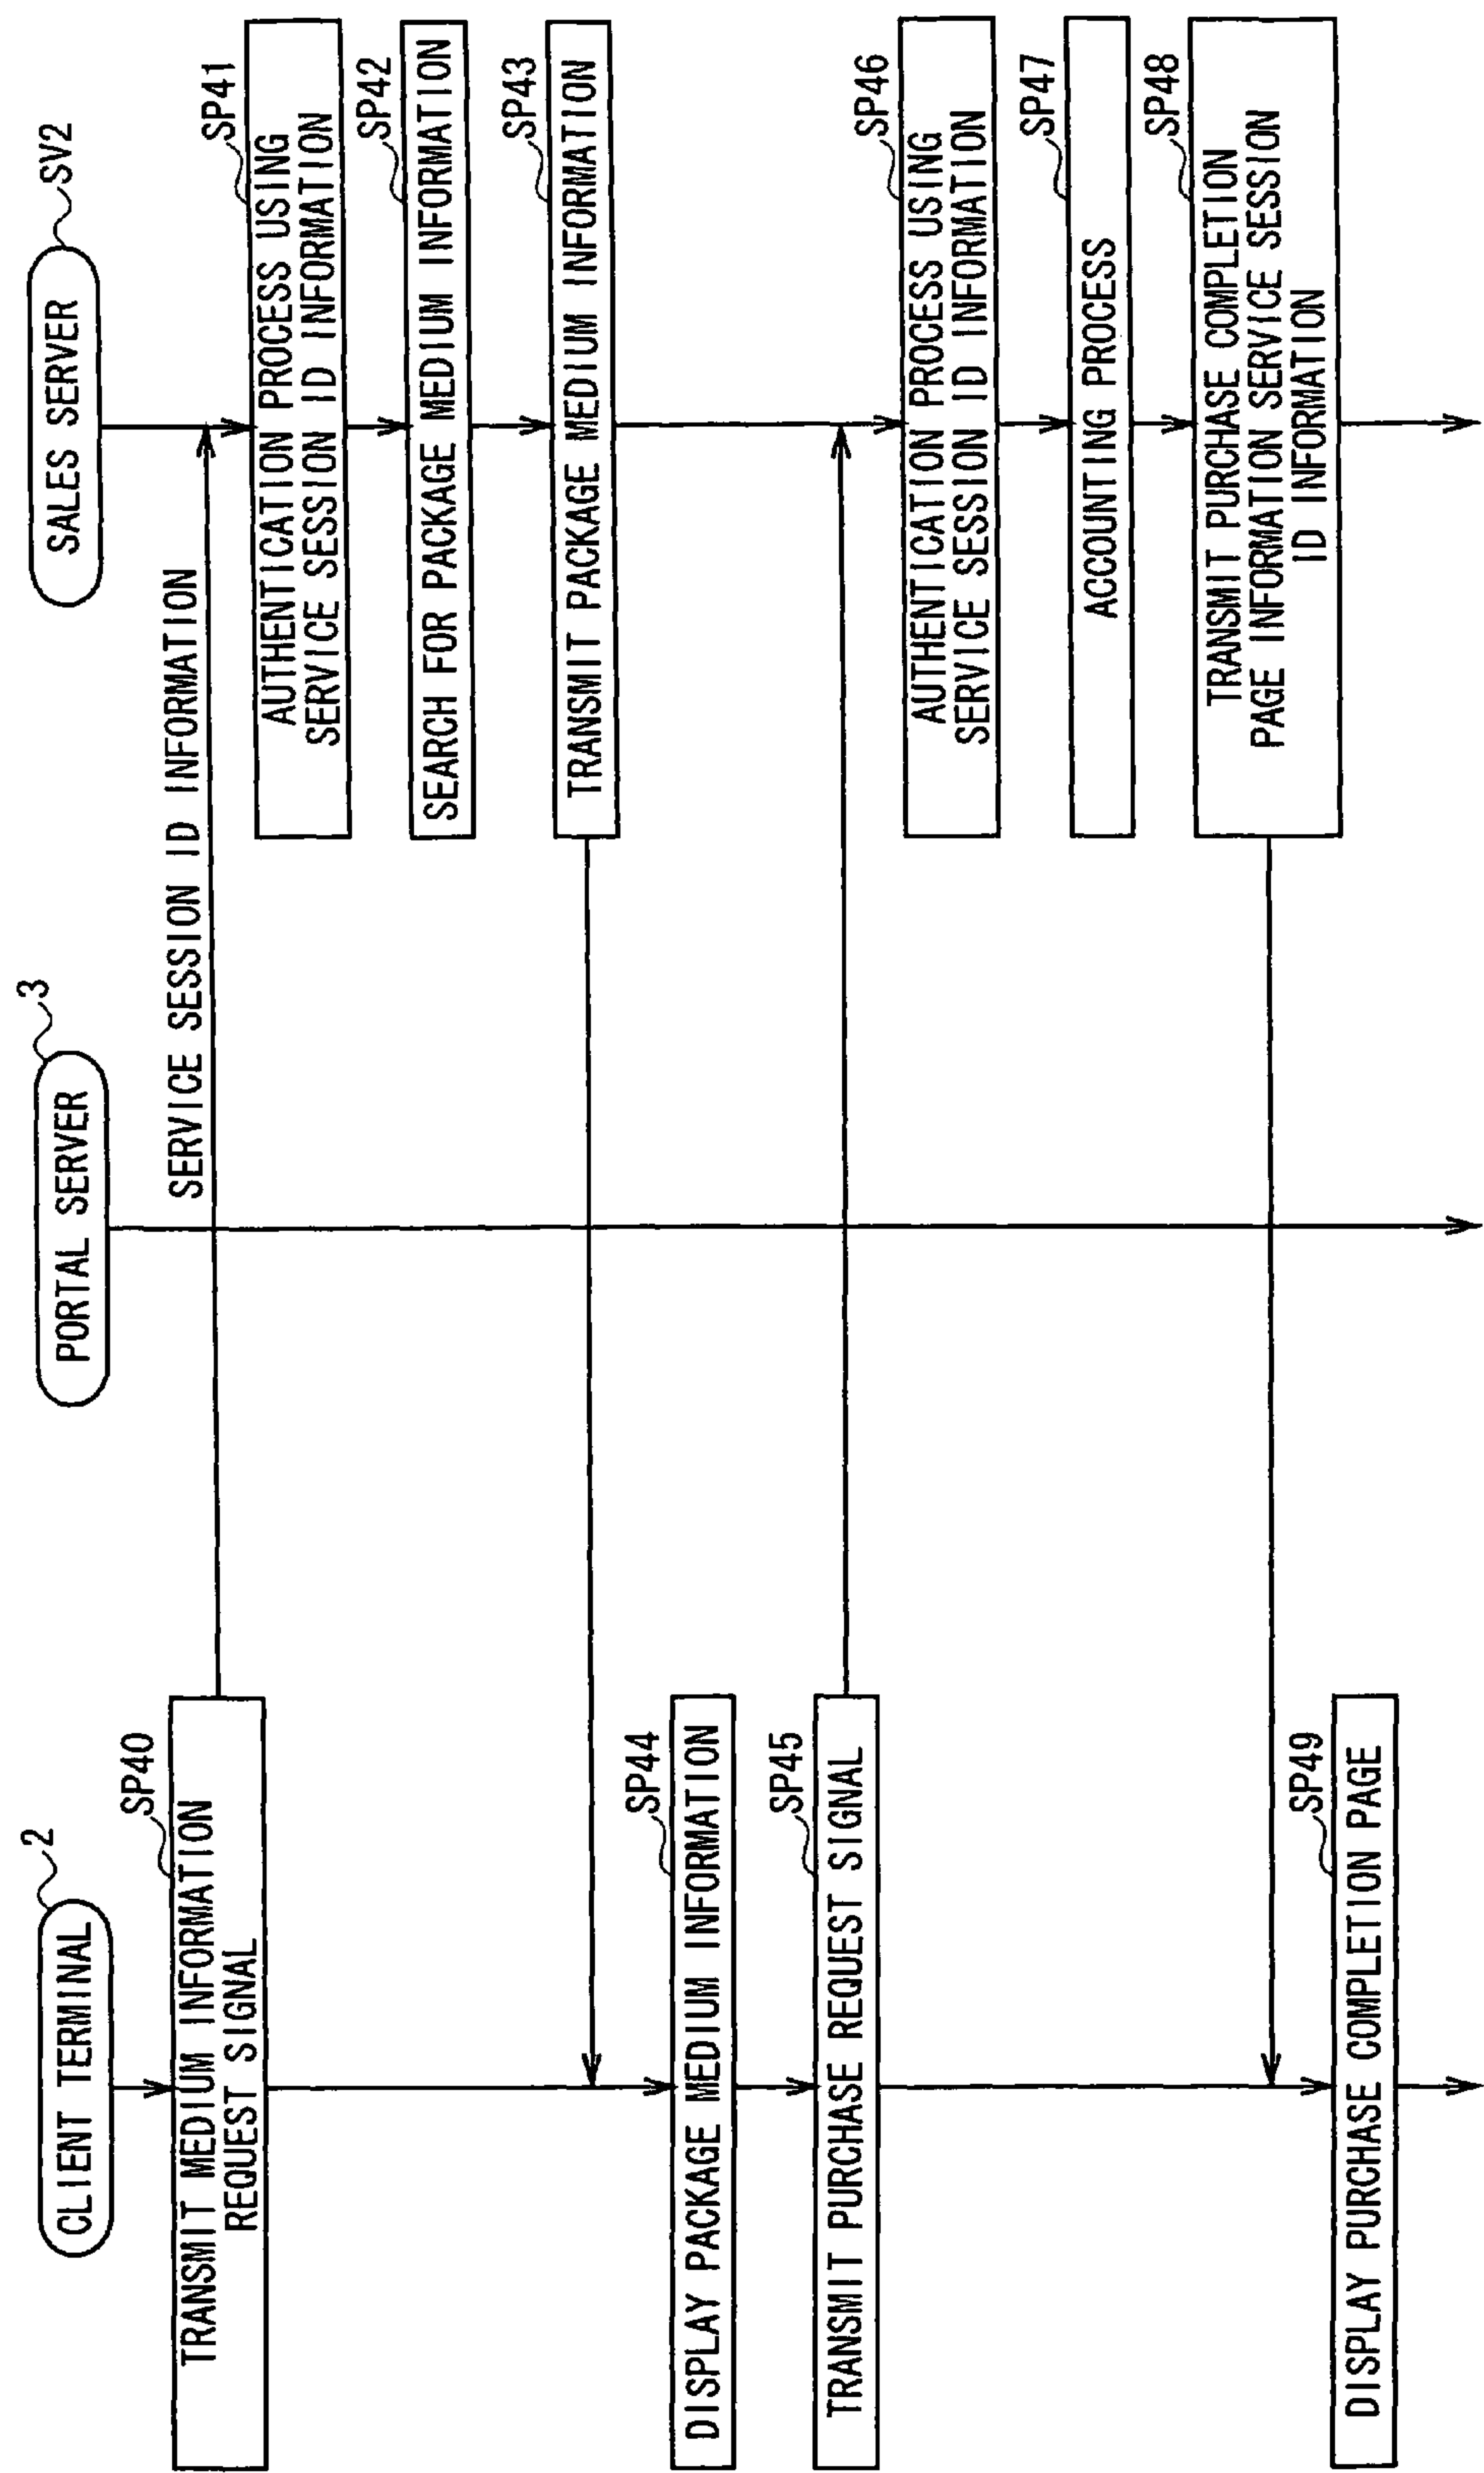 CLIENT TERMINAL
2
PORTAL SERVER
3
SALES SERVER
SV2
SP40
TRANSMIT MEDIUM INFORMATION
REQUEST SIGNAL
SERVICE SESSION ID INFORMATION
SP41
AUTHENTICATION PROCESS USING
SERVICE SESSION ID INFORMATION
SP42
SEARCH FOR PACKAGE MEDIUM INFORMATION
SP43
TRANSMIT PACKAGE MEDIUM INFORMATION
SP44
DISPLAY PACKAGE MEDIUM INFORMATION
SP45
TRANSMIT PURCHASE REQUEST SIGNAL
SP46
AUTHENTICATION PROCESS USING
SERVICE SESSION ID INFORMATION
SP47
ACCOUNTING PROCESS
SP48
TRANSMIT PURCHASE COMPLETION
PAGE INFORMATION SERVICE SESSION
ID INFORMATION
SP49
DISPLAY PURCHASE COMPLETION PAGE